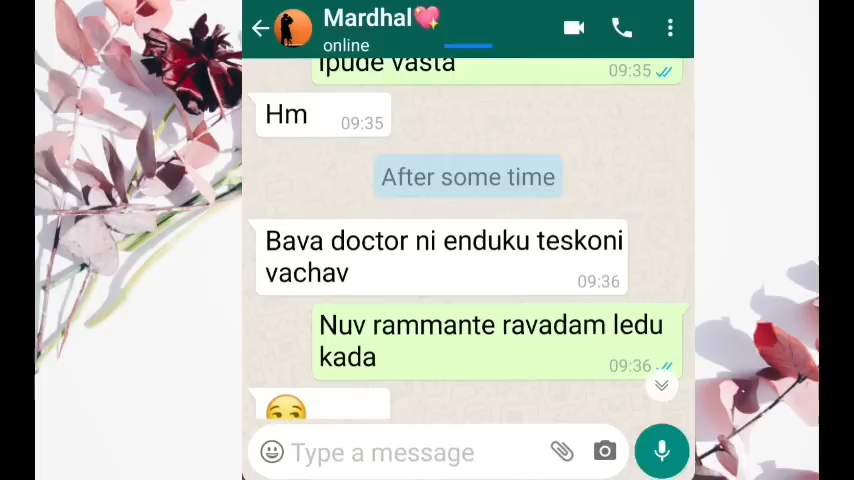 Mardhal💖
online
ipude vasta
09:35
Hm
09:35
After some time
Bava doctor ni enduku teskoni
vachav
09:36
Nuv rammante ravadam ledu
kada
09:36
Type a message